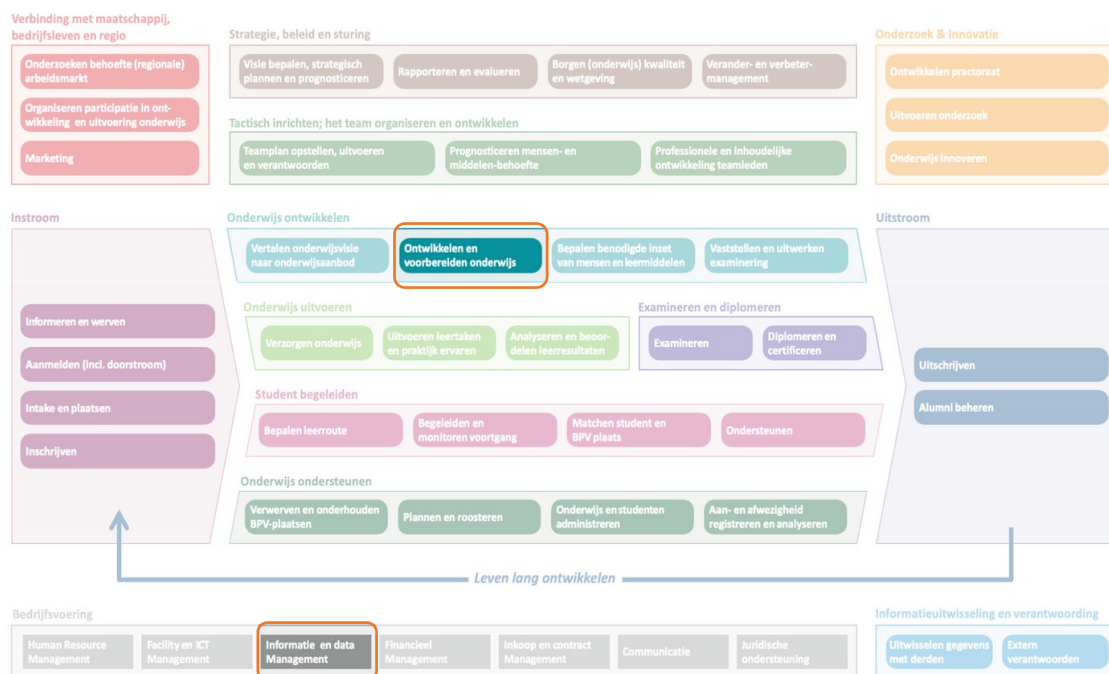 Verbinding met maatschappij,
bedrijfsleven en regio
Onderzoeken behoefte (regionale)
arbeidsmarkt
Organiseren participatie in ont-
wikkeling en uitvoering onderwijs
Marketing
Strategie, beleid en sturing
Visie bepalen, strategisch
plannen en prognosticeren
Rapporteren en evalueren
Borgen (onderwijs) kwaliteit
en wetgeving
Verander- en verbeter-
management
Tactisch inrichten; het team organiseren en ontwikkelen
Teamplan opstellen, uitvoeren
en verantwoorden
Prognosticeren mensen- en
middelen-behoefte
Professionele en inhoudelijke
ontwikkeling teamleden
Onderzoek & innovatie
Ontwikkelen practoraat
Uitvoeren onderzoek
Onderwijs innoveren
Instroom
Informeren en werven
Aanmelden (incl. doorstroom)
Intake en plaatsen
Inschrijven
Onderwijs ontwikkelen
Vertalen onderwijsvisie
naar onderwijsaanbod
Ontwikkelen en
voorbereiden onderwijs
Bepalen benodigde inzet
van mensen en leermiddelen
Vaststellen en uitwerken
examinering
Onderwijs uitvoeren
Verzorgen onderwijs
Uitvoeren leertaken
en praktijk ervaren
Analyseren en beoor-
delen leerresultaten
Examineren en diplomeren
Examineren
Diplomeren en
certificeren
Student begeleiden
Bepalen leerroute
Begeleiden en
monitoren voortgang
Matchen student en
BPV plaats
Ondersteunen
Onderwijs ondersteunen
Verwerven en onderhouden
BPV-plaatsen
Plannen en roosteren
Onderwijs en studenten
administreren
Aan- en afwezigheid
registreren en analyseren
Uitstroom
Uitschrijven
Alumni beheren
Leven lang ontwikkelen
Bedrijfsvoering
Human Resource
Management
Facility en ICT
Management
Informatie en data
Management
Financieel
Management
Inkoop en contract
Management
Communicatie
Juridische
ondersteuning
Informatieuitwisseling en verantwoording
Uitwisselen gegevens
met derden
Extern
verantwoorden